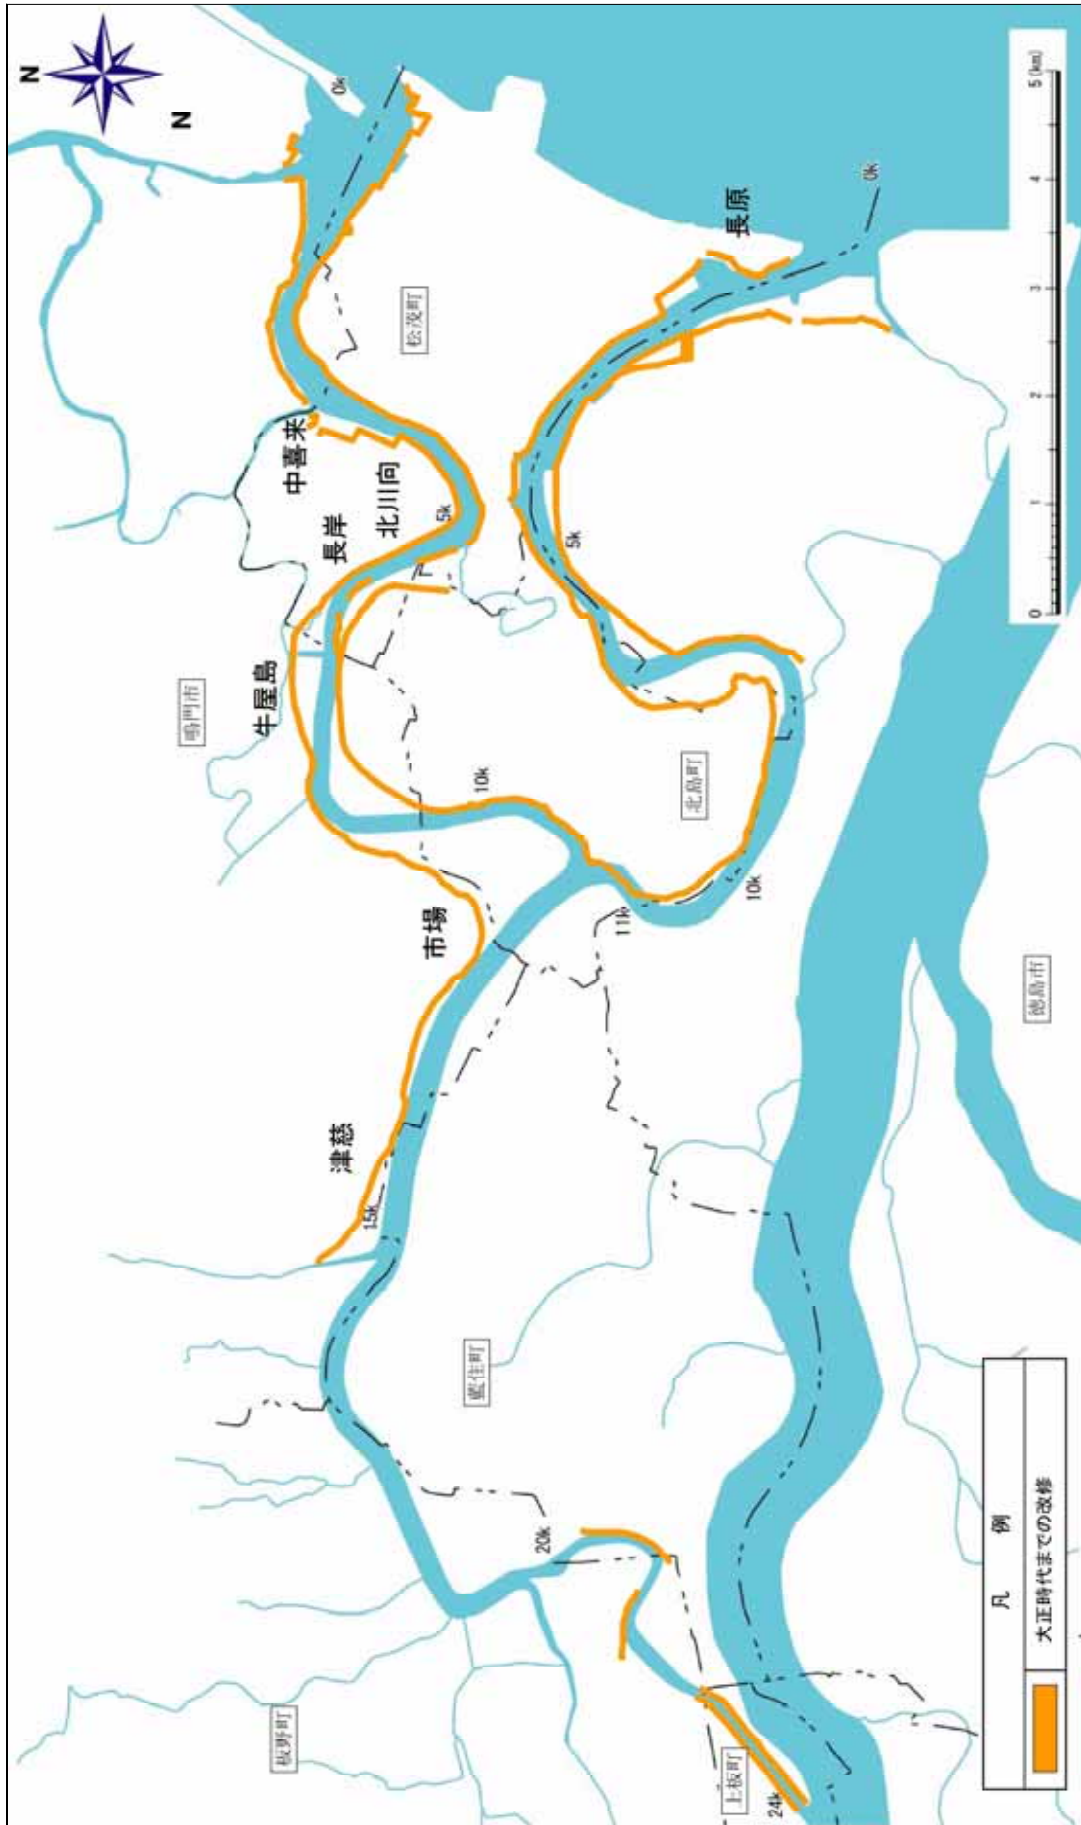 N
N
0k
中喜来
長岸
北川向
5k
松茂町
長原
0k
5k
牛屋島
鳴門市
10k
北島町
10k
11k
市場
津慈
15k
藍住町
徳島市
20k
板野町
上板町
24k
0 1 2 3 4 5(km)
凡 例
大正時代までの改修